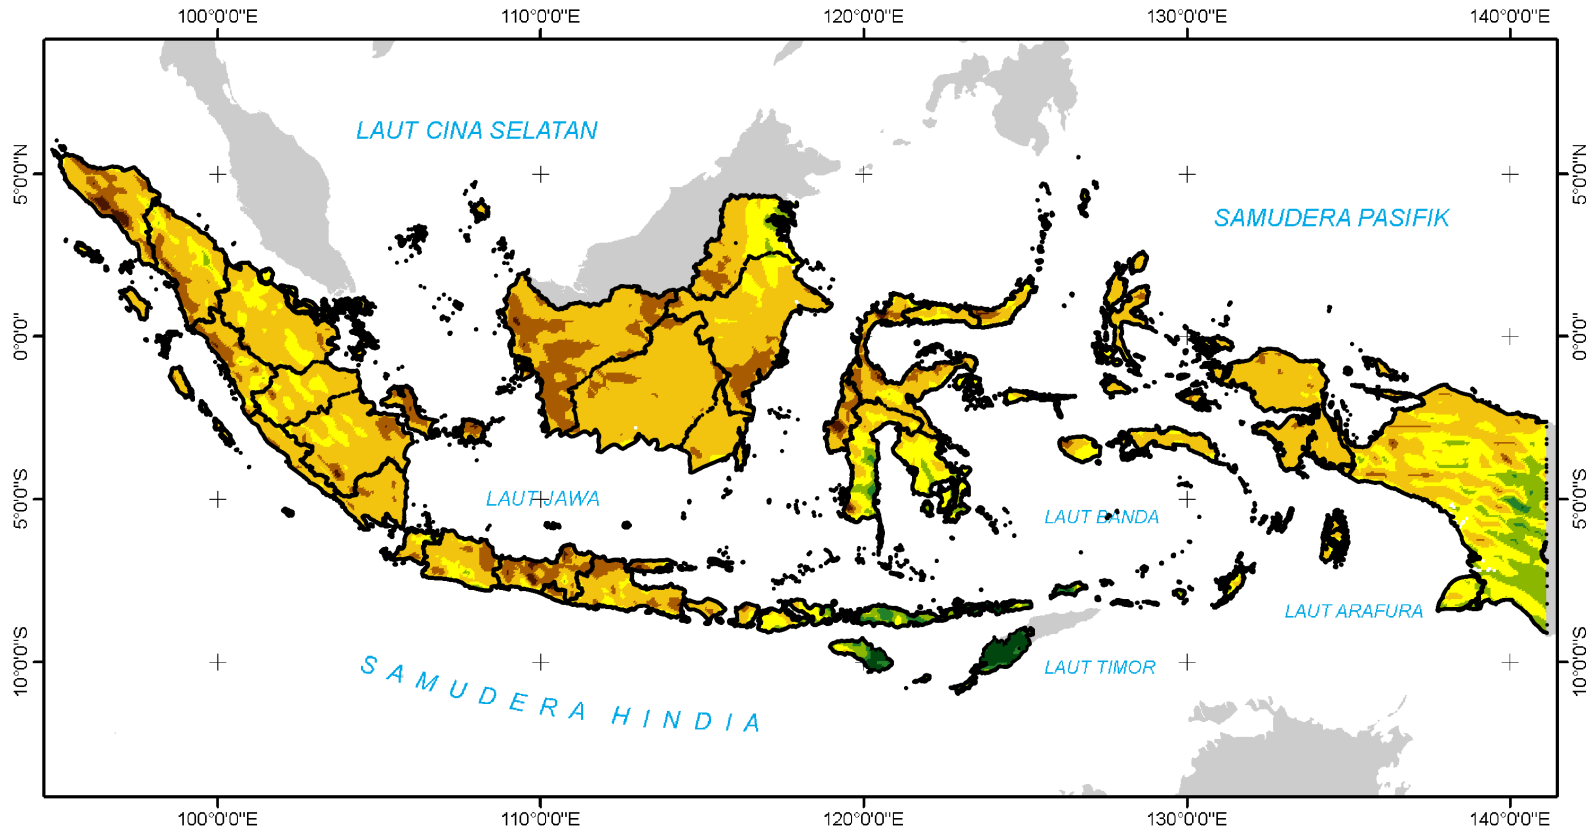 100°0'0"E 110°0'0"E 120°0'0"E 130°0'0"E 140°0'0"E
LAUT CINA SELATAN
5°0'0"N 5°0'0"N
SAMUDERA PASIFIK
0°0'0" 0°0'0"
5°0'0"S LAUT JAWA 5°0'0"S
LAUT BANDA
LAUT ARAFURA
10°0'0"S LAUT TIMOR 10°0'0"S
SAMUDERA HINDIA
100°0'0"E 110°0'0"E 120°0'0"E 130°0'0"E 140°0'0"E